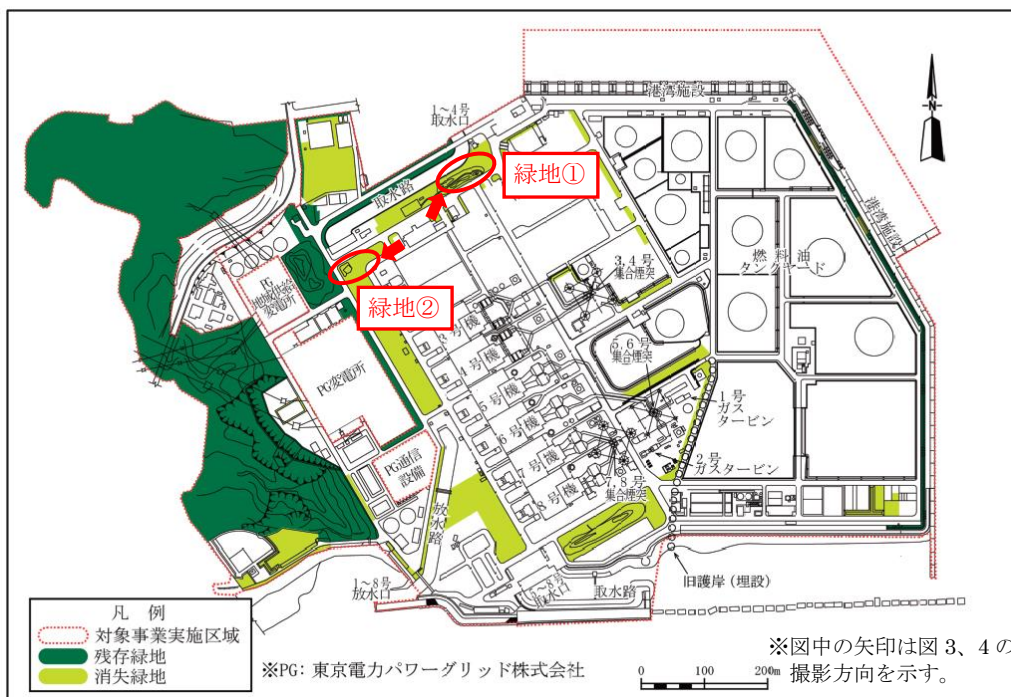 港湾施設
1～4号
取水口
N
緑地①
取水路
港湾施設
3,4号
集合煙突
燃料油
タンクヤード
PG
地域供給
変電所
緑地②
3号機
4号機
5,6号
集合煙突
PG変電所
5号機
1号
ガス
タービン
6号機
2号
ガスタービン
7号機
PG通信
設備
7,8号
集合煙突
8号機
放水路
1～8号
放水口
5～8号
取水口
取水路
旧護岸(埋設)
凡例
対象事業実施区域
残存緑地
消失緑地
※PG: 東京電力パワーグリッド株式会社
0 100 200m
※図中の矢印は図 3、4 の
撮影方向を示す。